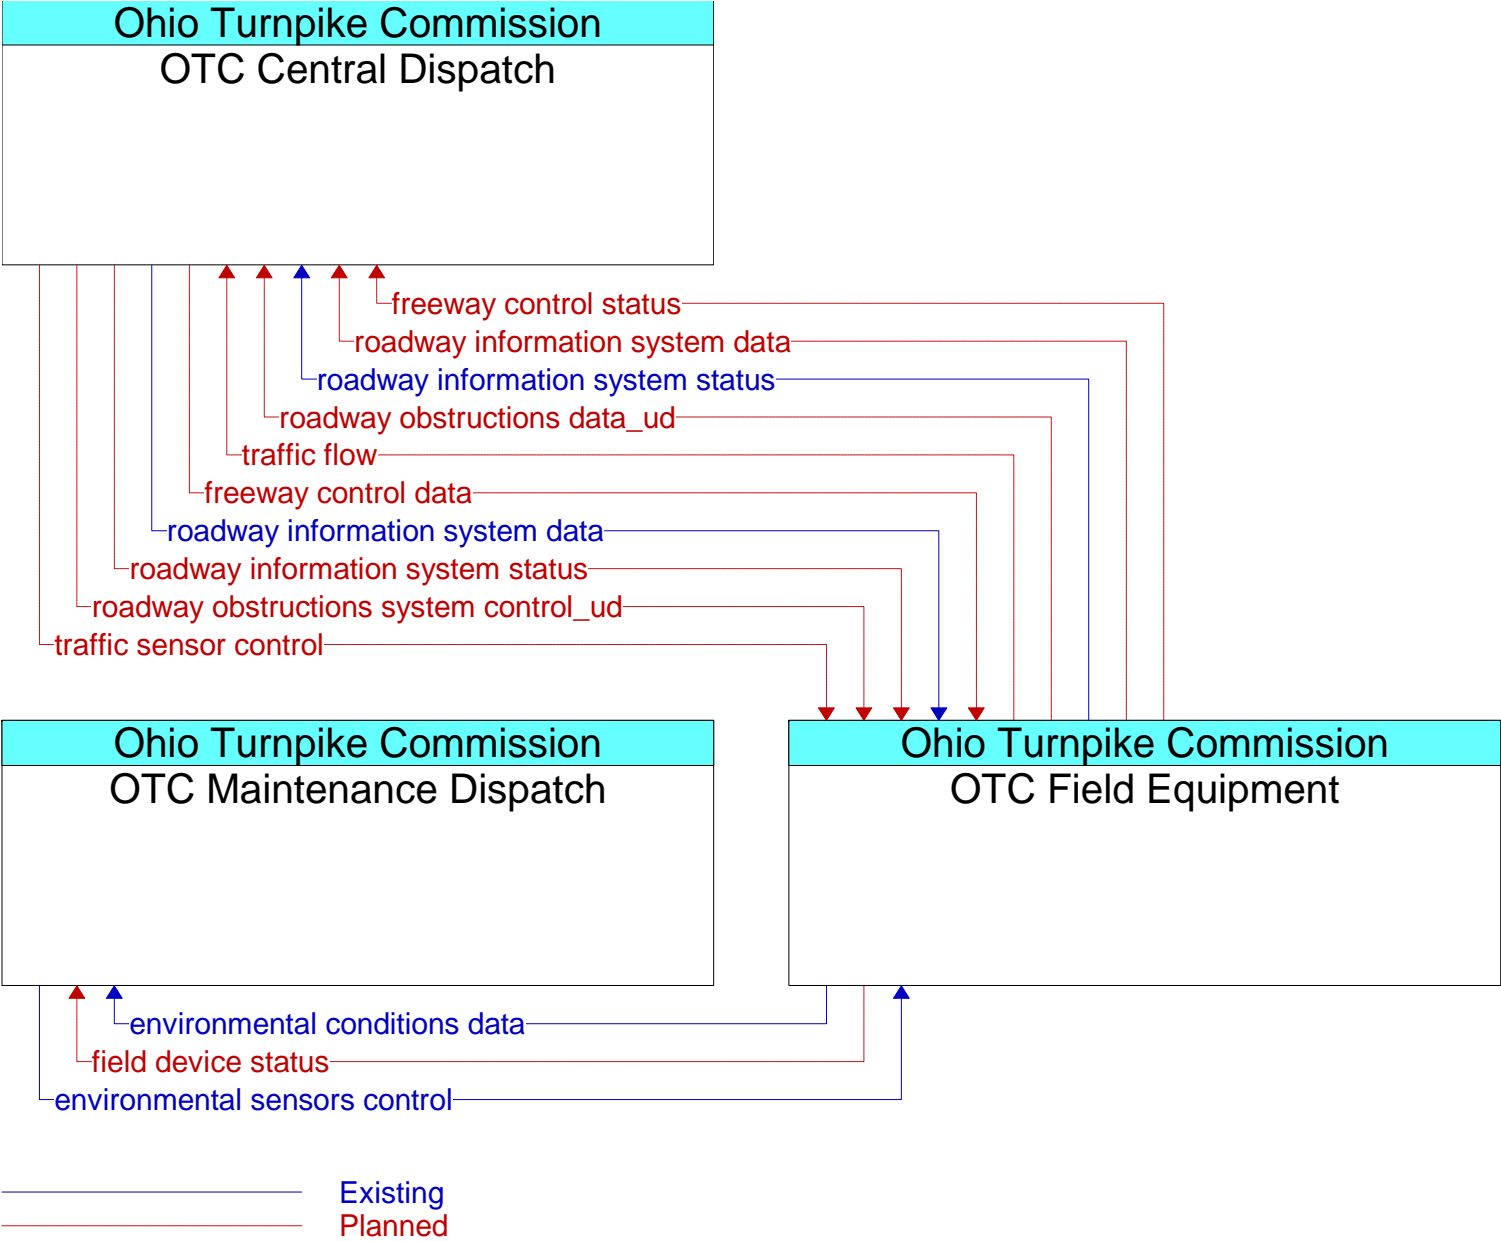 Ohio Turnpike Commission
OTC Central Dispatch
freeway control status
roadway information system data
roadway information system status
roadway obstructions data_ud
traffic flow
freeway control data
roadway information system data
roadway information system status
roadway obstructions system control_ud
traffic sensor control
Ohio Turnpike Commission
OTC Maintenance Dispatch
Ohio Turnpike Commission
OTC Field Equipment
environmental conditions data
field device status
environmental sensors control
Existing
Planned